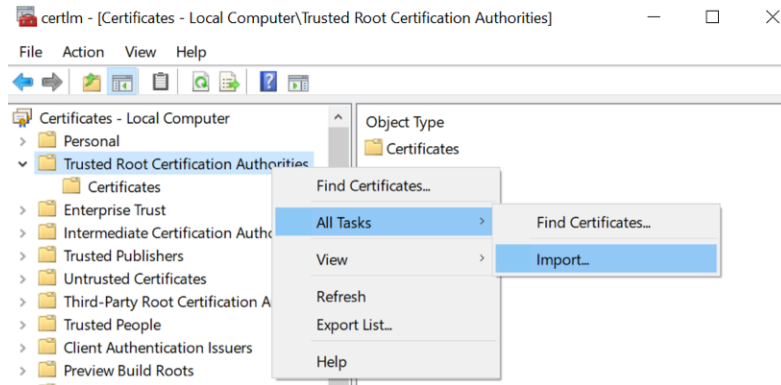 certlm - [Certificates - Local Computer\Trusted Root Certification Authorities]
File Action View Help
Certificates - Local Computer
Personal
Trusted Root Certification Authorities
Certificates
Enterprise Trust
Intermediate Certification Autho
Trusted Publishers
Untrusted Certificates
Third-Party Root Certification A
Trusted People
Client Authentication Issuers
Preview Build Roots
Object Type
Certificates
Find Certificates...
All Tasks
View
Refresh
Export List...
Help
Find Certificates...
Import...